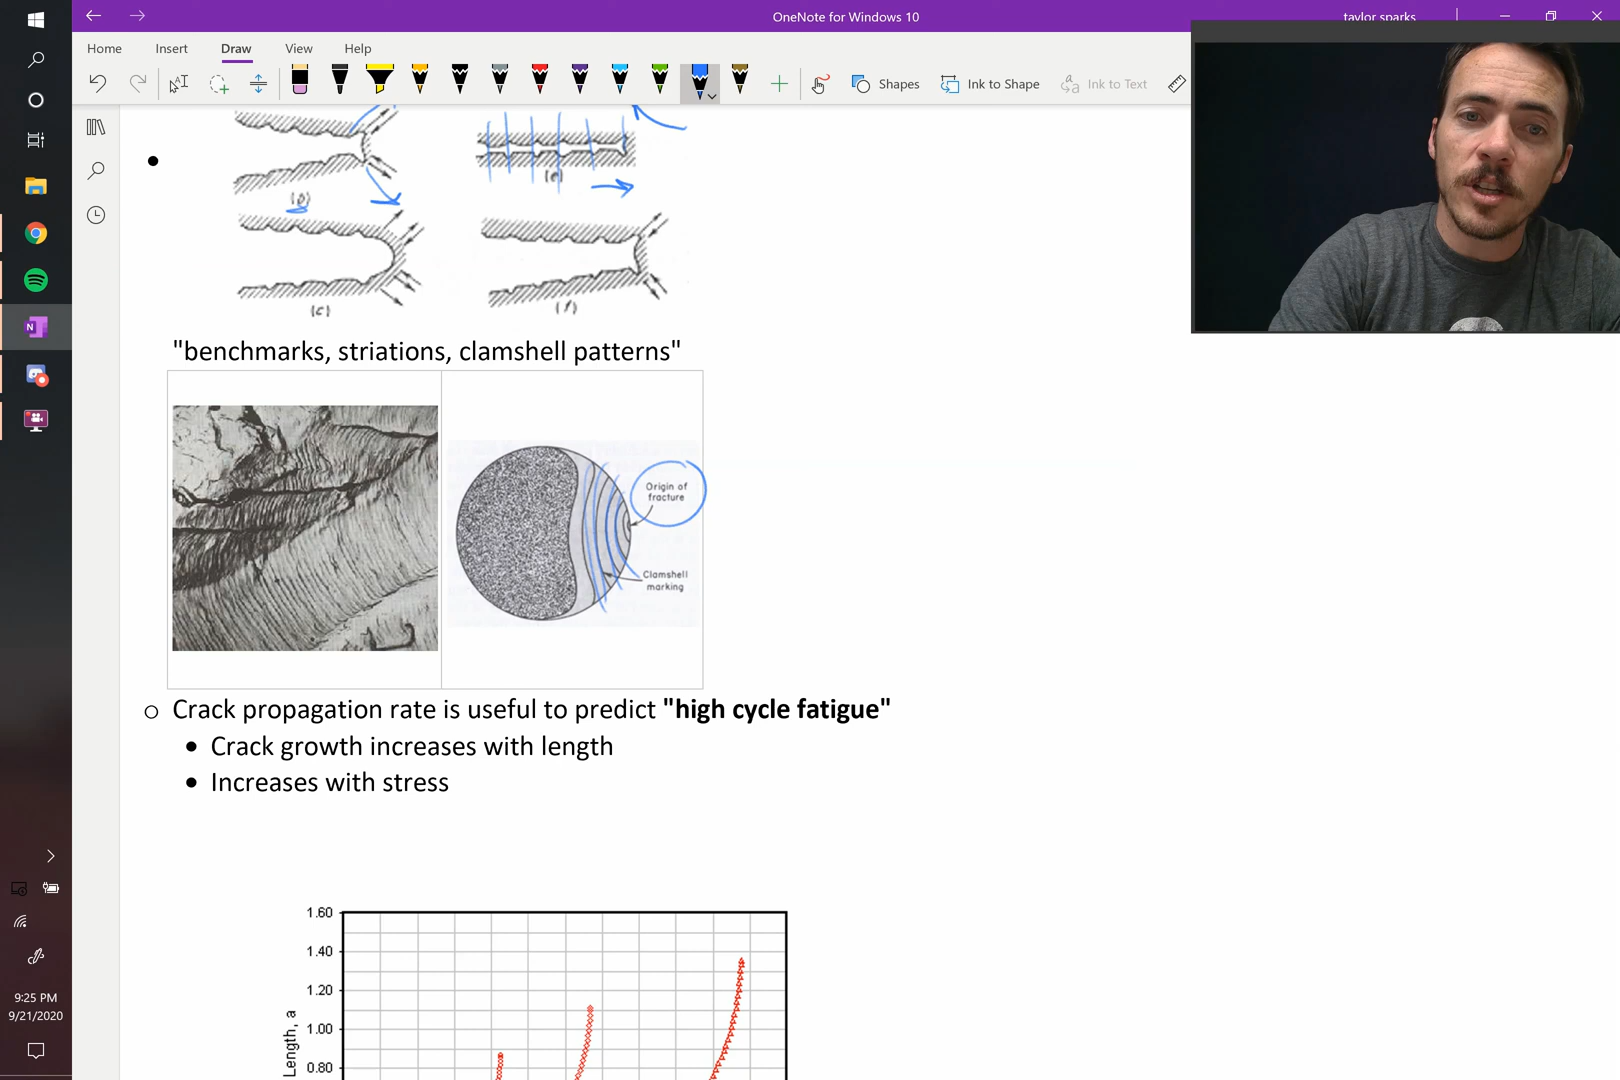 OneNote for Windows 10
taylor sparks
Home Insert Draw View Help
Shapes Ink to Shape Ink to Text
(b)
(e)
(c)
(f)
"benchmarks, striations, clamshell patterns"
Origin of
fracture
Clamshell
marking
Crack propagation rate is useful to predict "high cycle fatigue"
Crack growth increases with length
Increases with stress
1.60
1.40
1.20
1.00
0.80
Length, a
9:25 PM
9/21/2020